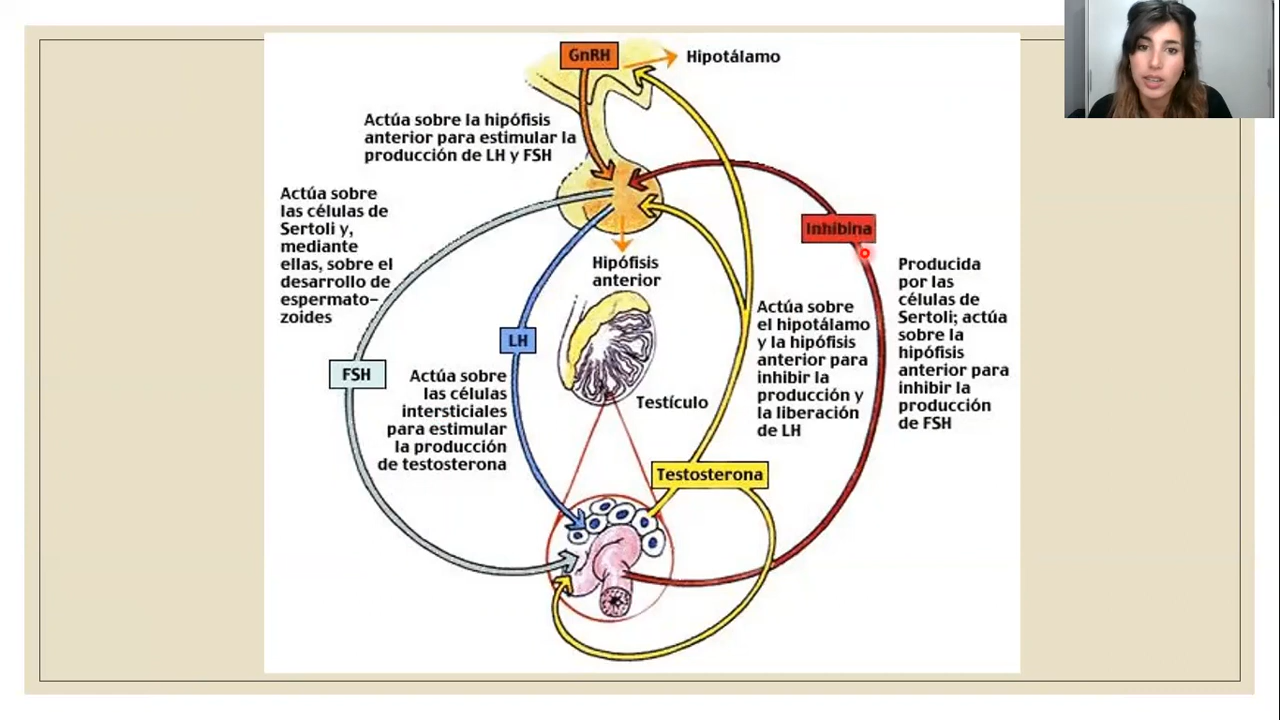 GnRH
Hipotálamo
Actúa sobre la hipófisis
anterior para estimular la
producción de LH y FSH
Actúa sobre
las células de
Sertoli y,
mediante
ellas, sobre el
desarrollo de
espermato-
zoides
Inhibina
Hipófisis
anterior
Producida
por las
células de
Sertoli; actúa
sobre la
hipófisis
anterior para
inhibir la
producción
de FSH
Actúa sobre
el hipotálamo
y la hipófisis
anterior para
inhibir la
producción y
la liberación
de LH
LH
FSH
Actúa sobre
las células
intersticiales
para estimular
la producción
de testosterona
Testículo
Testosterona